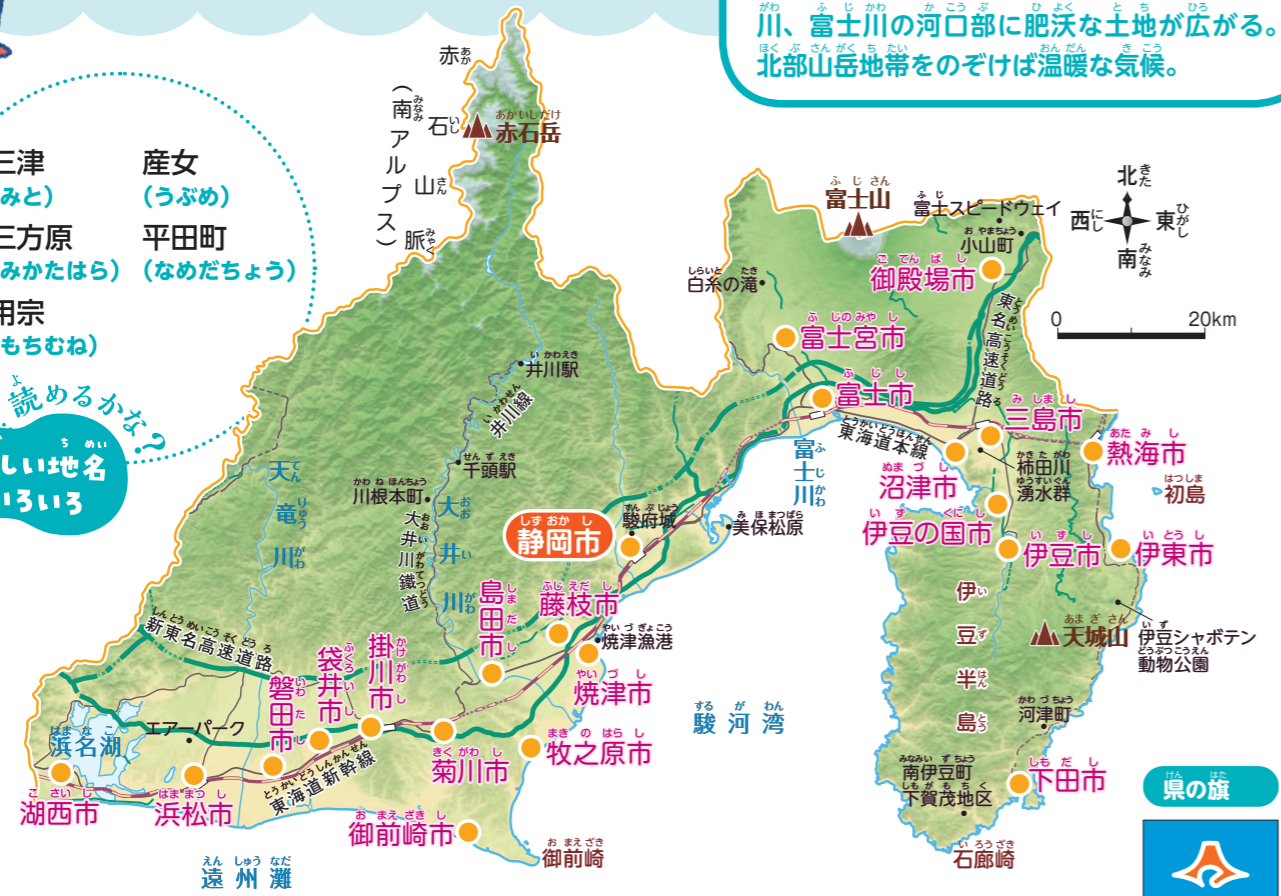 川、富士川の河口部に肥沃な土地が広がる。
北部山岳地帯をのぞけば温暖な気候。
三津
産女
みと）
（うぶめ）
三方原
平田町
みかたはら）
（なめだちょう）
用宗
もちむね）
読めるかな？
しい地名
いろいろ
赤石山脈
（南アルプス）
赤石岳
富士山
富士スピードウェイ
小山町
御殿場市
白糸の滝
東名高速道路
富士宮市
富士市
三島市
熱海市
初島
東海道本線
富士川
沼津市
柿田川
湧水群
伊豆の国市
伊豆市
伊東市
伊豆半島
天城山
伊豆シャボテン
動物公園
河津町
南伊豆町
下賀茂地区
下田市
石廊崎
北
西
東
南
0
20km
井川駅
井川線
千頭駅
川根本町
大井川
大井川鐵道
天竜川
静岡市
駿府城
美保松原
島田市
藤枝市
焼津漁港
焼津市
新東名高速道路
掛川市
袋井市
磐田市
エアーパーク
浜名湖
東海道新幹線
菊川市
牧之原市
駿河湾
湖西市
浜松市
御前崎市
御前崎
遠州灘
県の旗